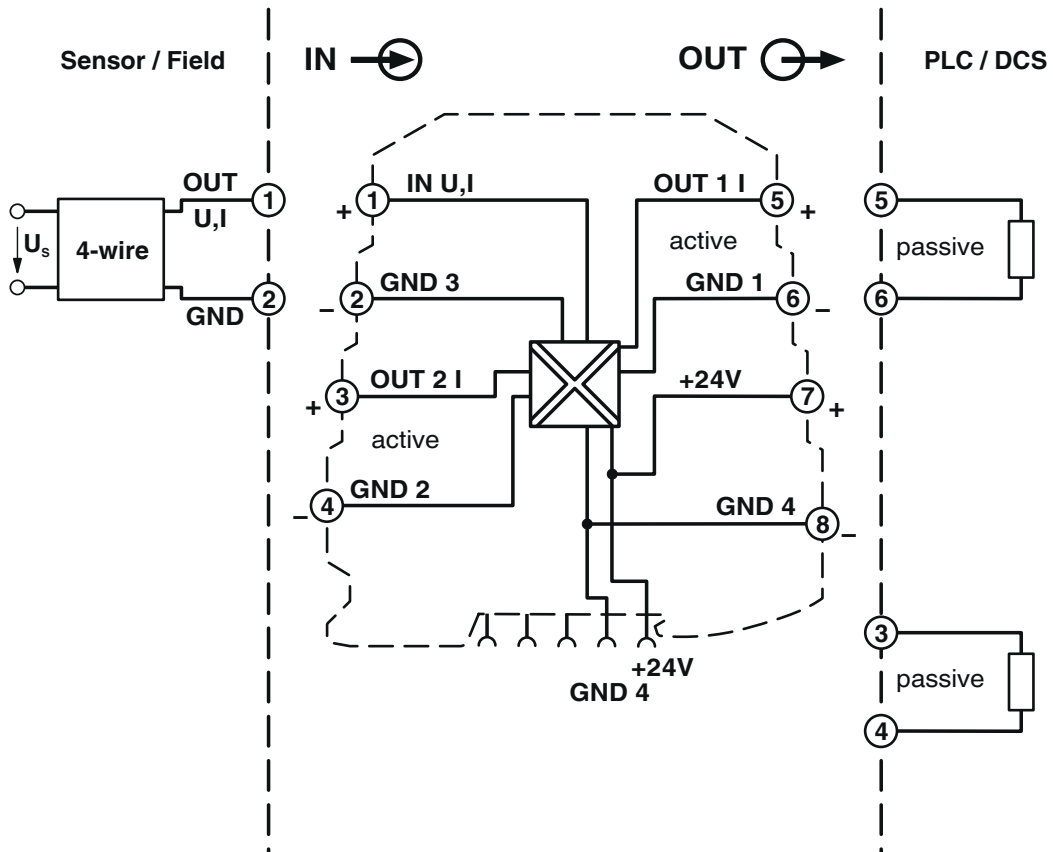 Sensor / Field
IN
OUT
PLC / DCS
OUT
U,I
1
IN U,I
1
+
OUT 1 I
5
+
5
Us
4-wire
active
passive
GND
2
GND 3
2
–
GND 1
6
–
6
OUT 2 I
3
+
+24V
7
+
active
GND 2
4
–
GND 4
8
–
3
+24V
GND 4
passive
4